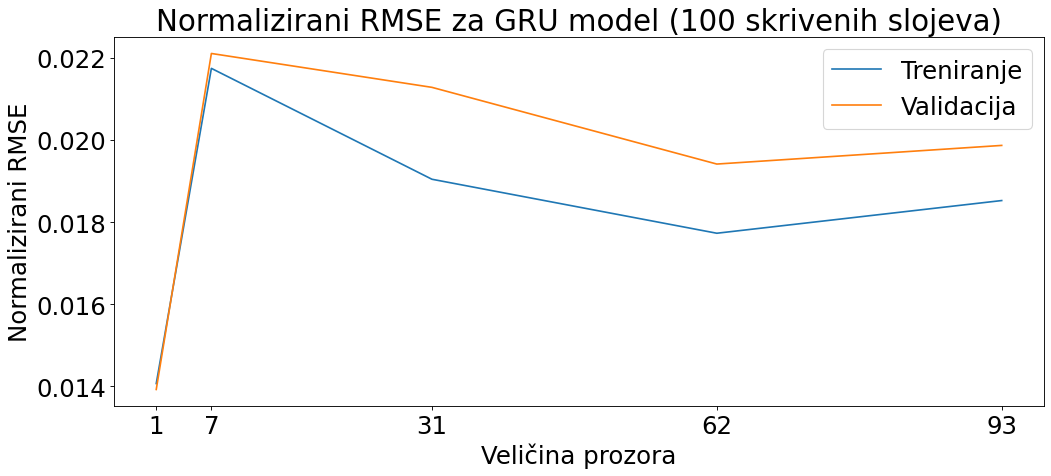 Normalizirani RMSE za GRU model (100 skrivenih slojeva)
Normalizirani RMSE
0.022
0.020
0.018
0.016
0.014
Treniranje
Validacija
1 7 31 62 93
Veličina prozora